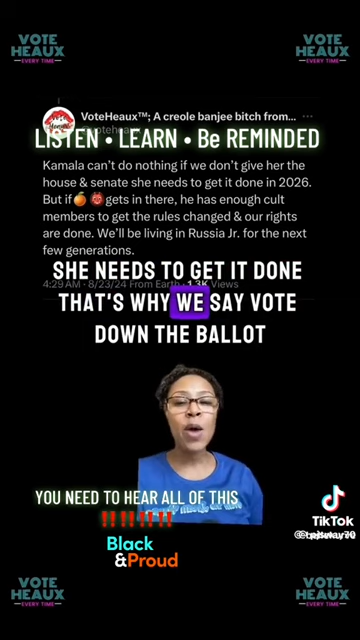 VOTE
HEAUX
EVERY TIME
VOTE
HEAUX
EVERY TIME
VoteHeaux™; A creole banjee bitch from...
LISTEN • LEARN • Be REMINDED
Kamala can't do nothing if we don't give her the
house & senate she needs to get it done in 2026.
But if🍊👹gets in there, he has enough cult
members to get the rules changed & our rights
are done. We'll be living in Russia Jr. for the next
few generations.
SHE NEEDS TO GET IT DONE
4:29 AM - 8/23/24 From Earth · 1.3K Views
THAT'S WHY WE SAY VOTE
DOWN THE BALLOT
YOU NEED TO HEAR ALL OF THIS
‼️‼️‼️‼️
Black
&Proud
TikTok
VOTE
HEAUX
EVERY TIME
VOTE
HEAUX
EVERY TIME